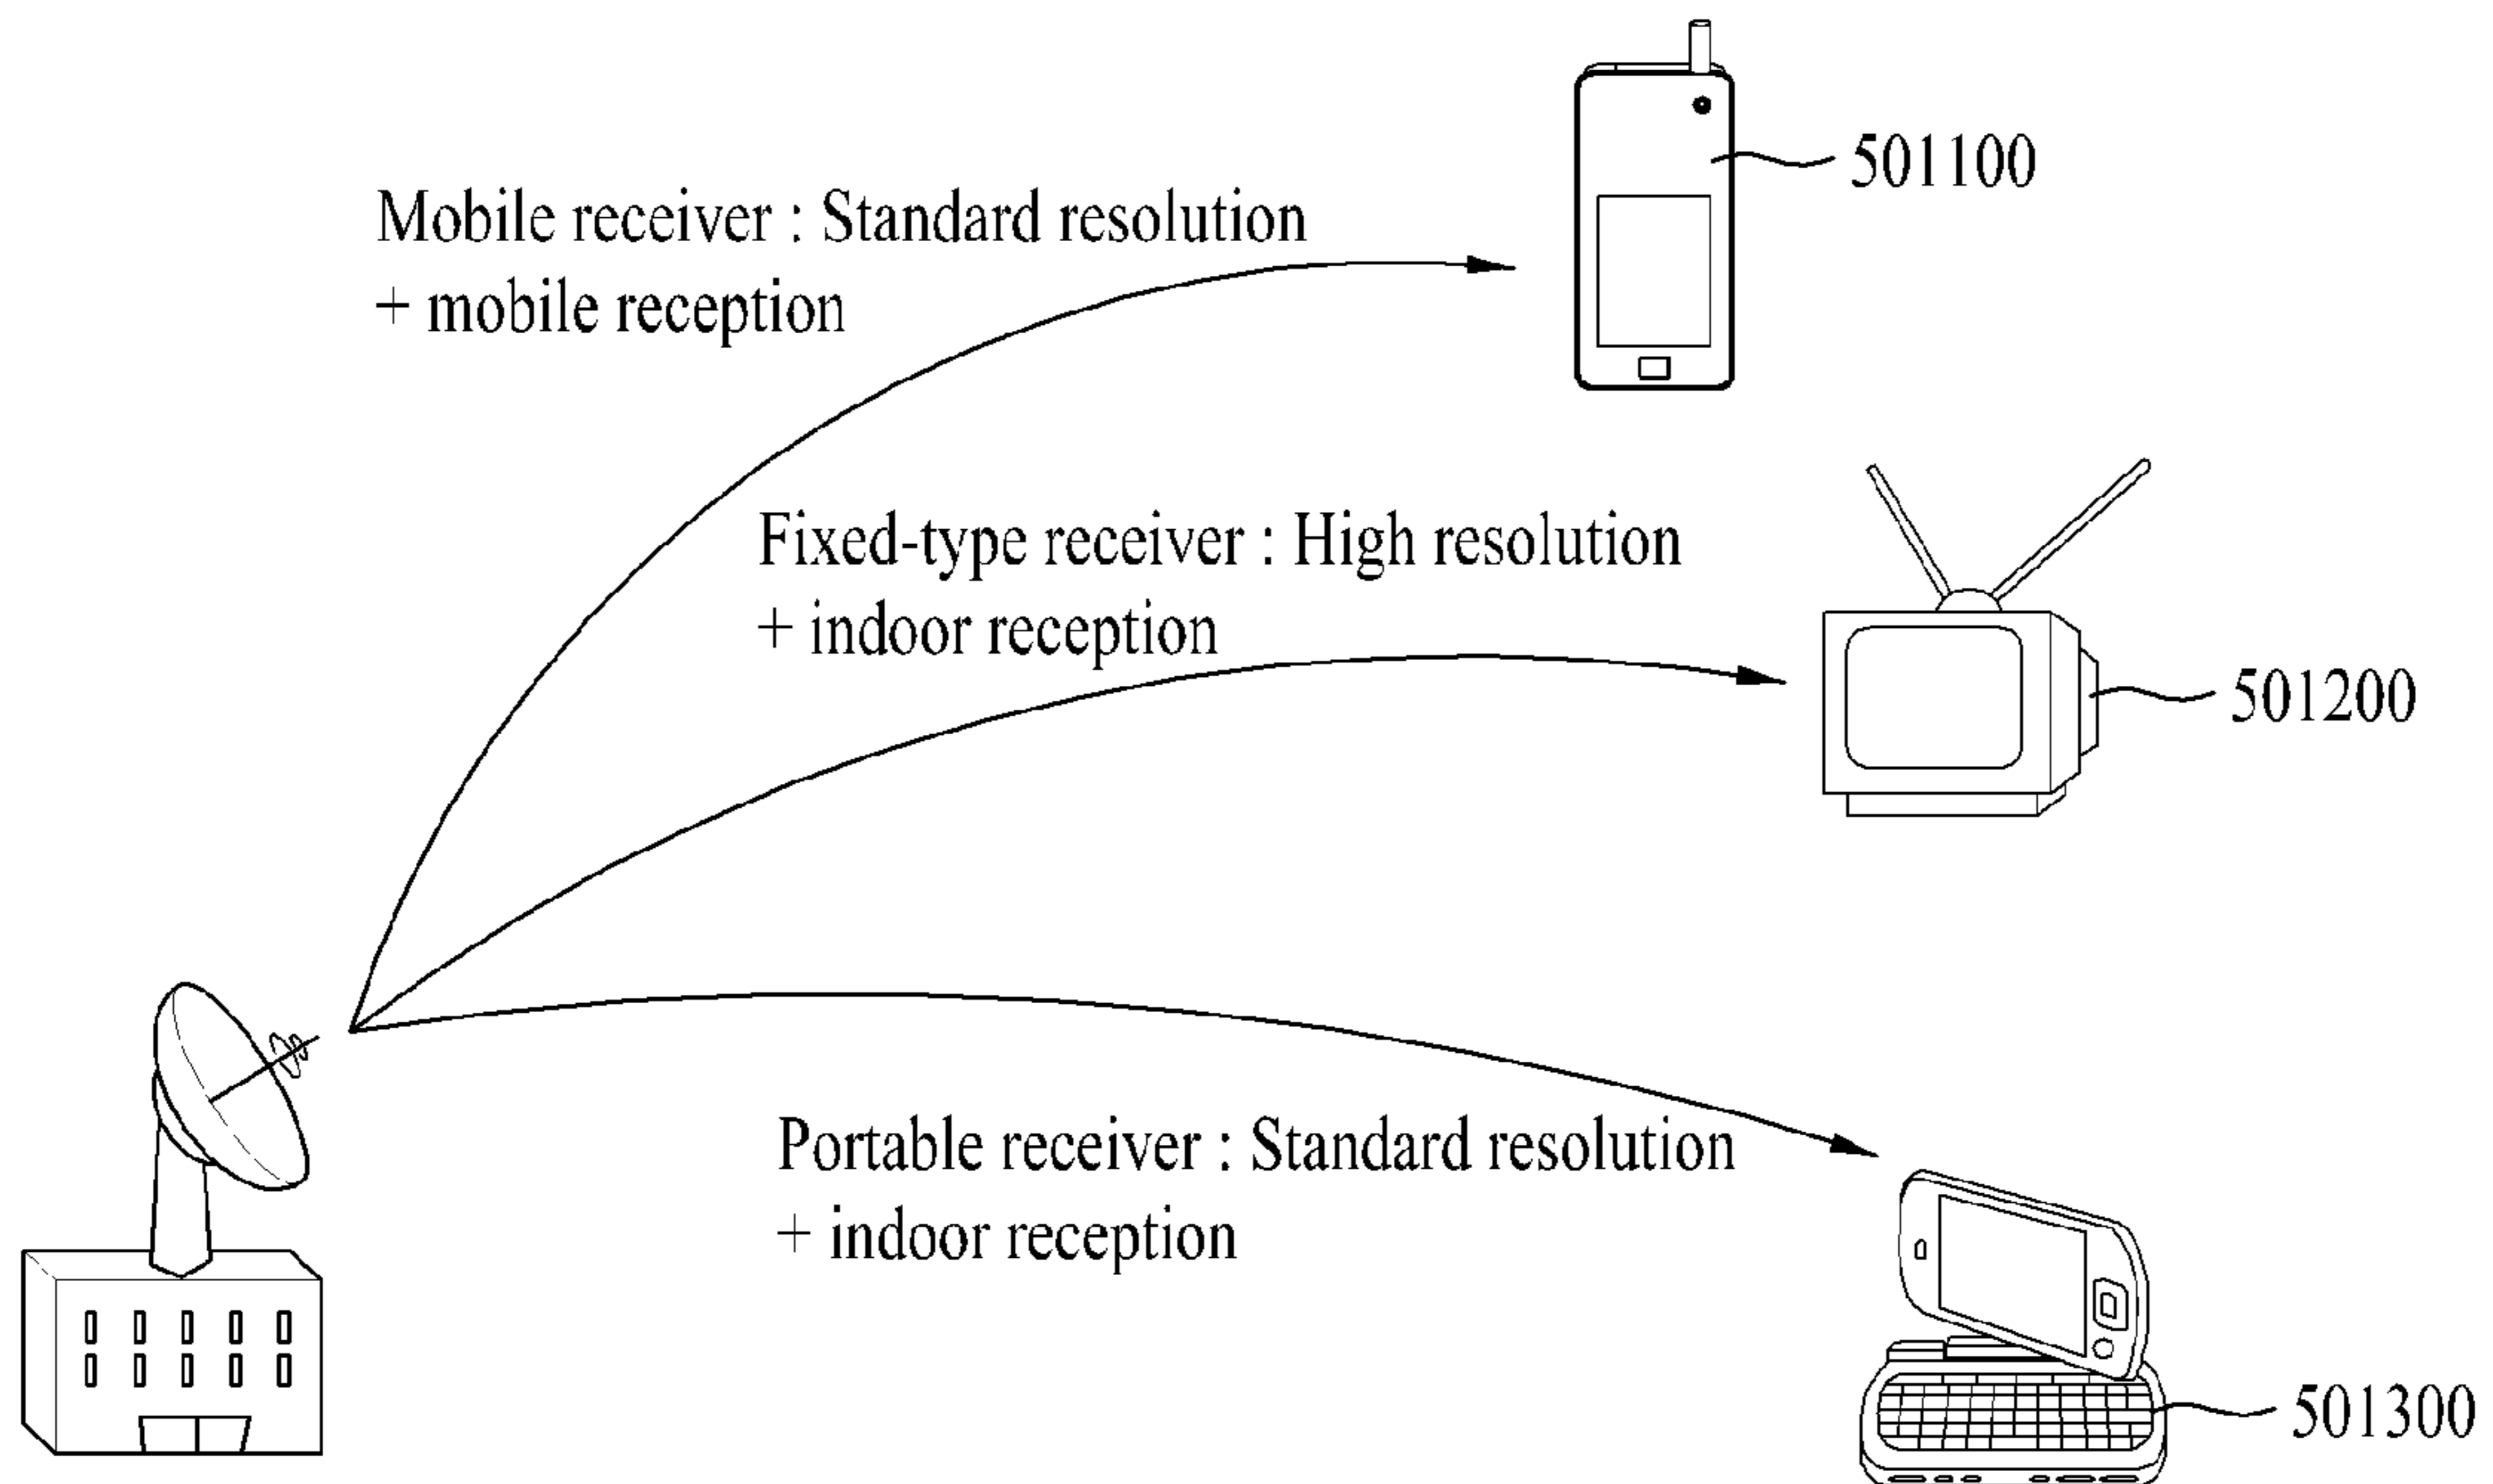 501100
Mobile receiver : Standard resolution
+ mobile reception
Fixed-type receiver : High resolution
+ indoor reception
501200
Portable receiver : Standard resolution
+ indoor reception
501300